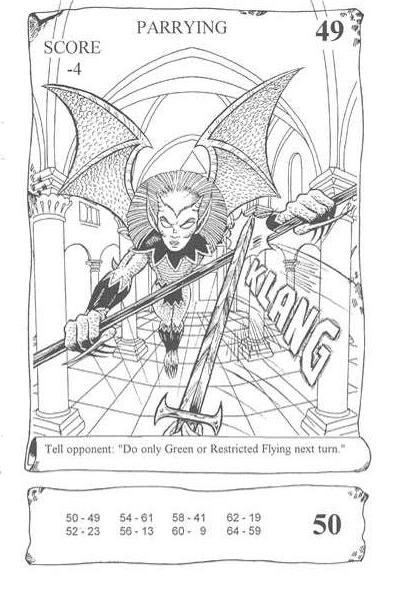 PARRYING
49
SCORE
-4
KLANG
Tell opponent: "Do only Green or Restricted Flying next turn."
50 - 49 54 - 61 58 - 41 62 - 19
52 - 23 56 - 13 60 - 9 64 - 59
50